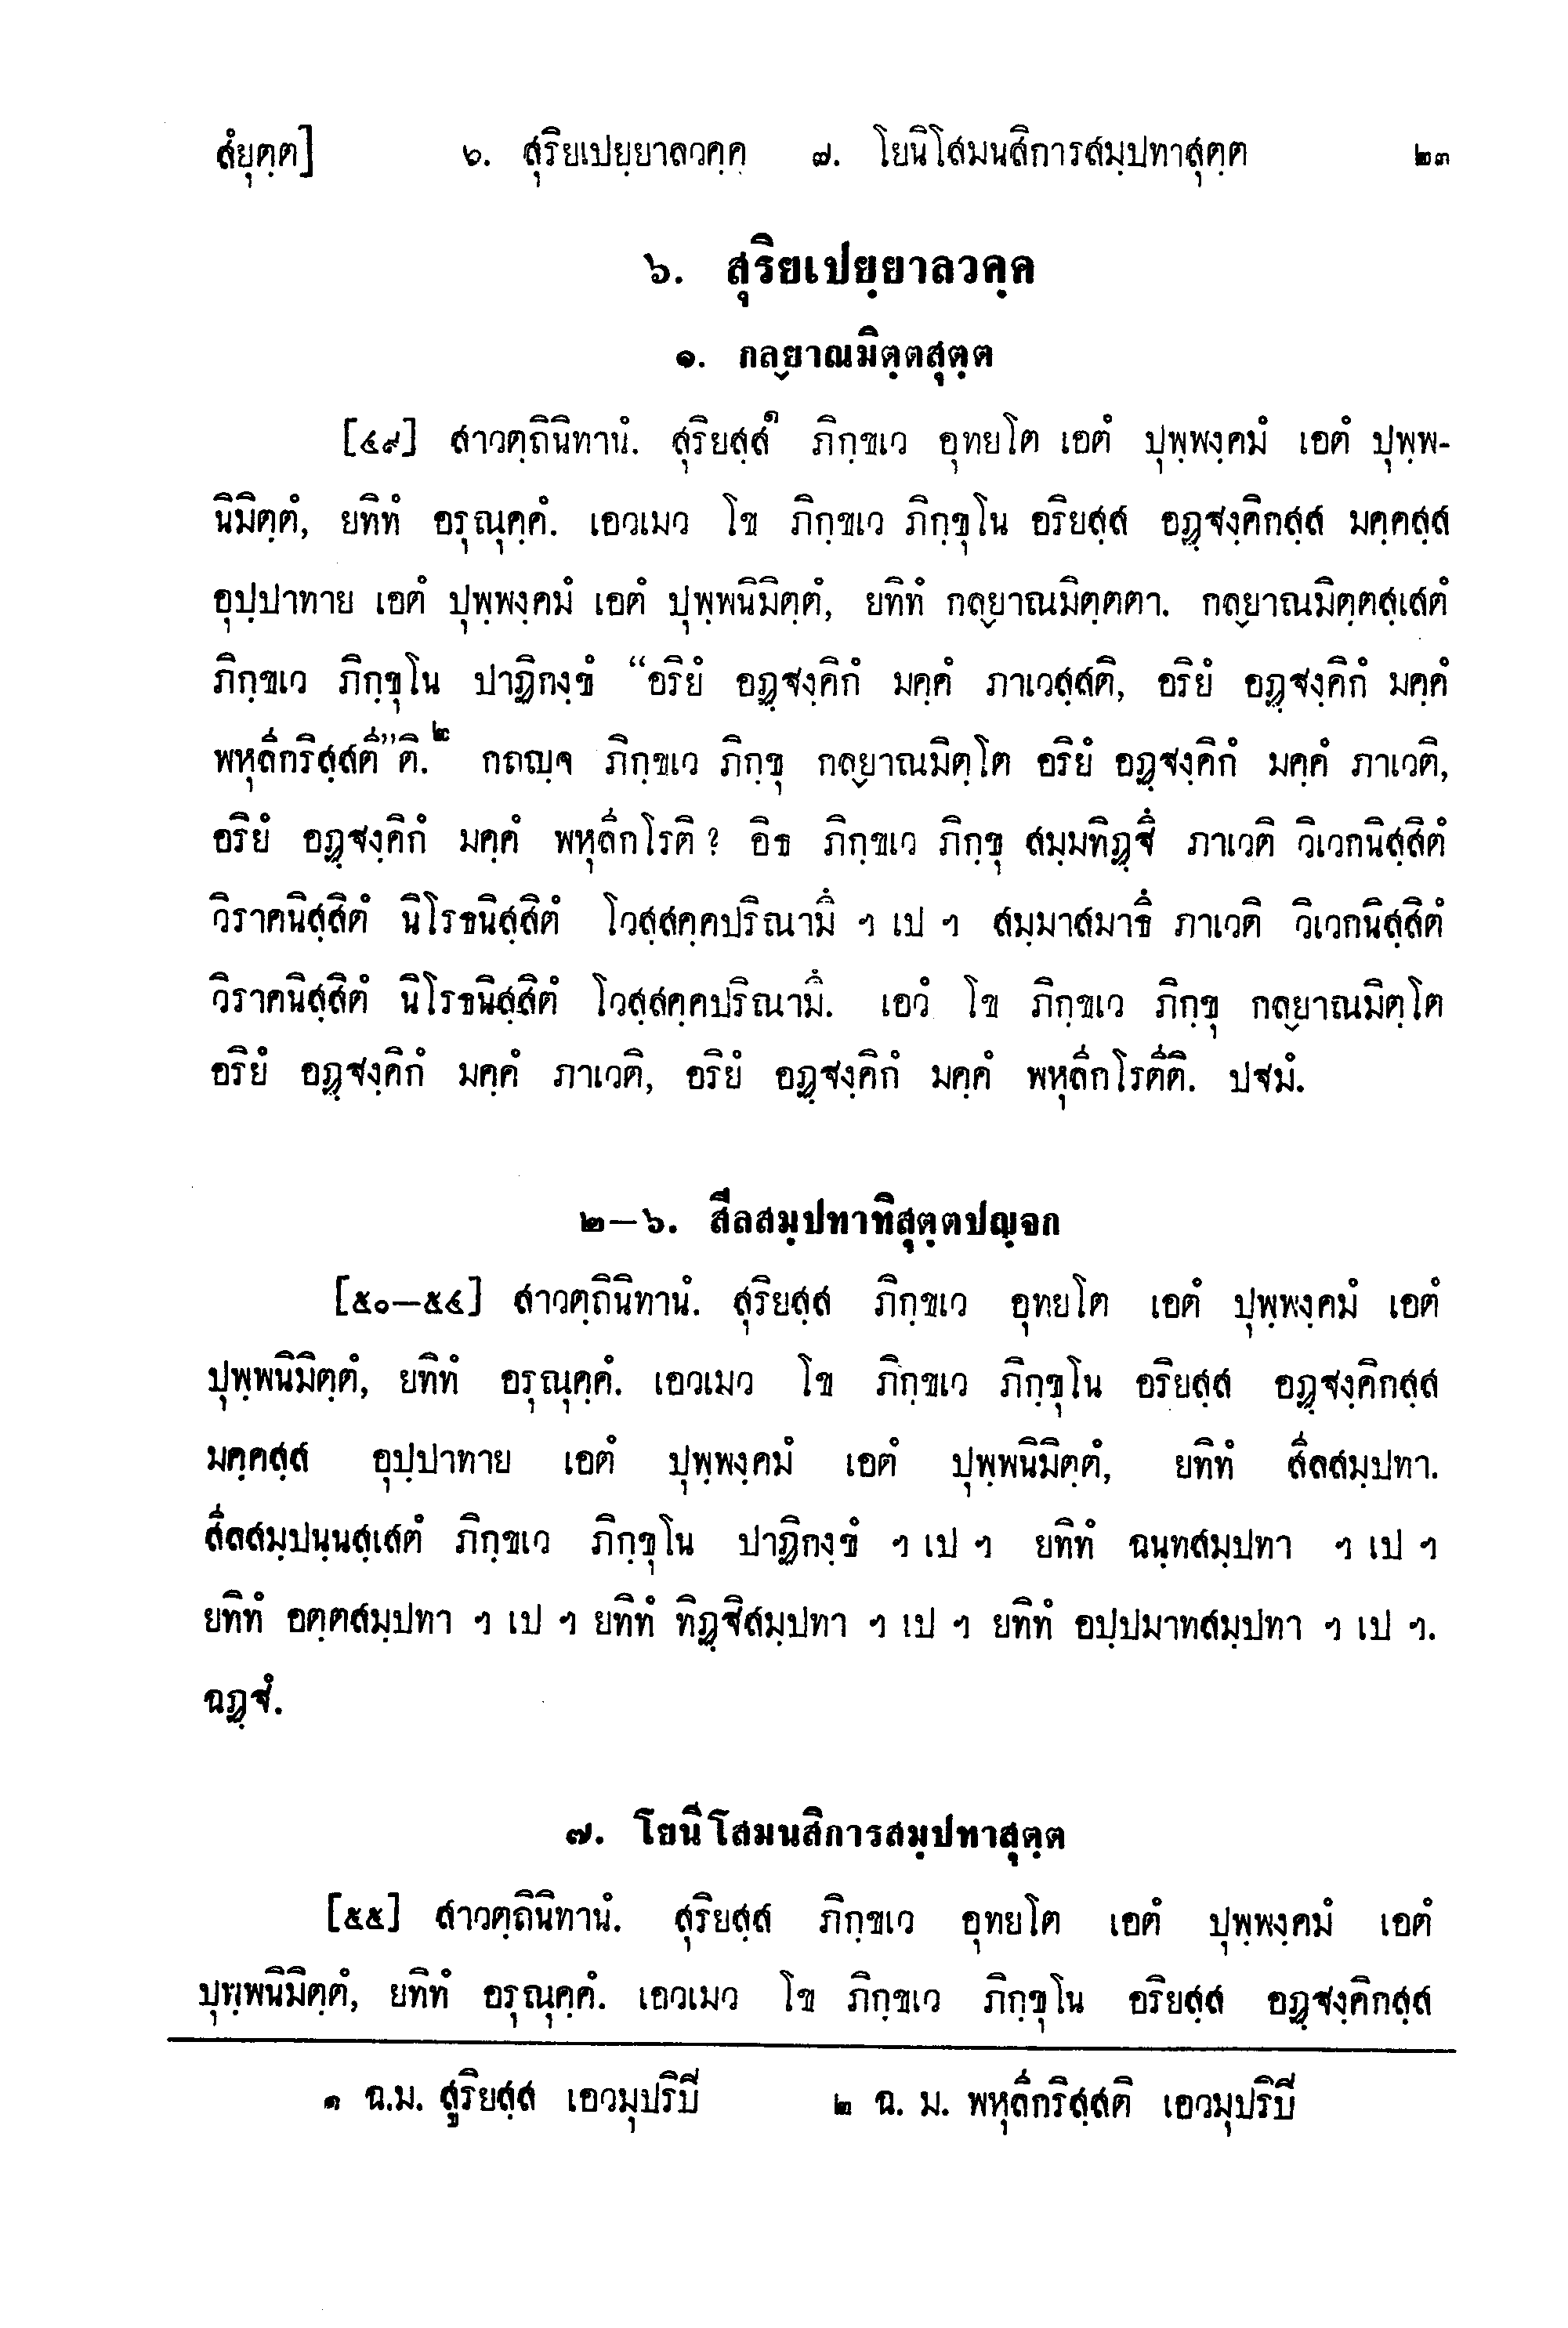 สํยุตฺต] ๖. สุริยเปยฺยาลวคฺค ๗. โยนิโสมนสิการสมฺปทาสุตฺต ๒๓
๖. สุริยเปยฺยาลวคฺค
๑. กลฺยาณมิตฺตสุตฺต
[๔๙] สาวตฺถินิทานํ. สุริยสฺส๑ ภิกฺขเว อุทยโต เอตํ ปุพฺพงฺคมํ เอตํ ปุพฺพ-
นิมิตฺตํ, ยทิทํ อรุณุคฺคํ. เอวเมว โข ภิกฺขเว ภิกฺขุโน อริยสฺส อฏฺฐงฺคิกสฺส มคฺคสฺส
อุปฺปาทาย เอตํ ปุพฺพงฺคมํ เอตํ ปุพฺพนิมิตฺตํ, ยทิทํ กลฺยาณมิตฺตตา. กลฺยาณมิตฺตสฺเสตํ
ภิกฺขเว ภิกฺขุโน ปาฏิกงฺขํ “อริยํ อฏฺฐงฺคิกํ มคฺคํ ภาเวสฺสติ, อริยํ อฏฺฐงฺคิกํ มคฺคํ
พหุลีกริสฺสตี”ติ.๒ กถญฺจ ภิกฺขเว ภิกฺขุ กลฺยาณมิตฺโต อริยํ อฏฺฐงฺคิกํ มคฺคํ ภาเวติ,
อริยํ อฏฺฐงฺคิกํ มคฺคํ พหุลีกโรติ ? อิธ ภิกฺขเว ภิกฺขุ สมฺมทิฏฺฐึ ภาเวติ วิเวกนิสฺสิตํ
วิราคนิสฺสิตํ นิโรธนิสฺสิตํ โวสฺสคฺคปริณามึ ฯ เป ฯ สมฺมาสมาธึ ภาเวติ วิเวกนิสฺสิตํ
วิราคนิสฺสิตํ นิโรธนิสฺสิตํ โวสฺสคฺคปริณามึ. เอวํ โข ภิกฺขเว ภิกฺขุ กลฺยาณมิตฺโต
อริยํ อฏฺฐงฺคิกํ มคฺคํ ภาเวติ, อริยํ อฏฺฐงฺคิกํ มคฺคํ พหุลีกโรตีติ. ปฐมํ.
๒–๖. สีลสมฺปทาทิสุตฺตปญฺจก
[๕๐–๕๔] สาวตฺถินิทานํ. สุริยสฺส ภิกฺขเว อุทยโต เอตํ ปุพฺพงฺคมํ เอตํ
ปุพฺพนิมิตฺตํ, ยทิทํ อรุณุคฺคํ. เอวเมว โข ภิกฺขเว ภิกฺขุโน อริยสฺส อฏฺฐงฺคิกสฺส
มคฺคสฺส อุปฺปาทาย เอตํ ปุพฺพงฺคมํ เอตํ ปุพฺพนิมิตฺตํ, ยทิทํ สีลสมฺปทา.
สีลสมฺปนฺนสฺเสตํ ภิกฺขเว ภิกฺขุโน ปาฏิกงฺขํ ฯ เป ฯ ยทิทํ ฉนฺทสมฺปทา ฯ เป ฯ
ยทิทํ อตฺตสมฺปทา ฯ เป ฯ ยทิทํ ทิฏฺฐิสมฺปทา ฯ เป ฯ ยทิทํ อปฺปมาทสมฺปทา ฯ เป ฯ.
ฉฏฺฐํ.
๗. โยนิโสมนสิการสมฺปทาสุตฺต
[๕๕] สาวตฺถินิทานํ. สุริยสฺส ภิกฺขเว อุทยโต เอตํ ปุพฺพงฺคมํ เอตํ
ปุพฺพนิมิตฺตํ, ยทิทํ อรุณุคฺคํ. เอวเมว โข ภิกฺขเว ภิกฺขุโน อริยสฺส อฏฺฐงฺคิกสฺส
๑ ฉ.ม. สูริยสฺส เอวมุปริปิ ๒ ฉ. ม. พหุลีกริสฺสติ เอวมุปริปิ